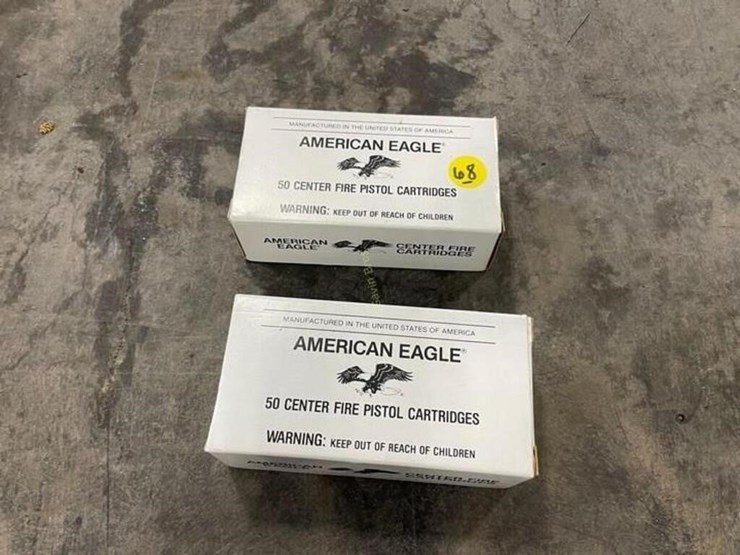 MANUFACTURED IN THE UNITED STATES OF AMERICA
AMERICAN EAGLE®
68
50 CENTER FIRE PISTOL CARTRIDGES
WARNING: KEEP OUT OF REACH OF CHILDREN
AMERICAN EAGLE
CENTER FIRE CARTRIDGES
MANUFACTURED IN THE UNITED STATES OF AMERICA
AMERICAN EAGLE®
50 CENTER FIRE PISTOL CARTRIDGES
WARNING: KEEP OUT OF REACH OF CHILDREN